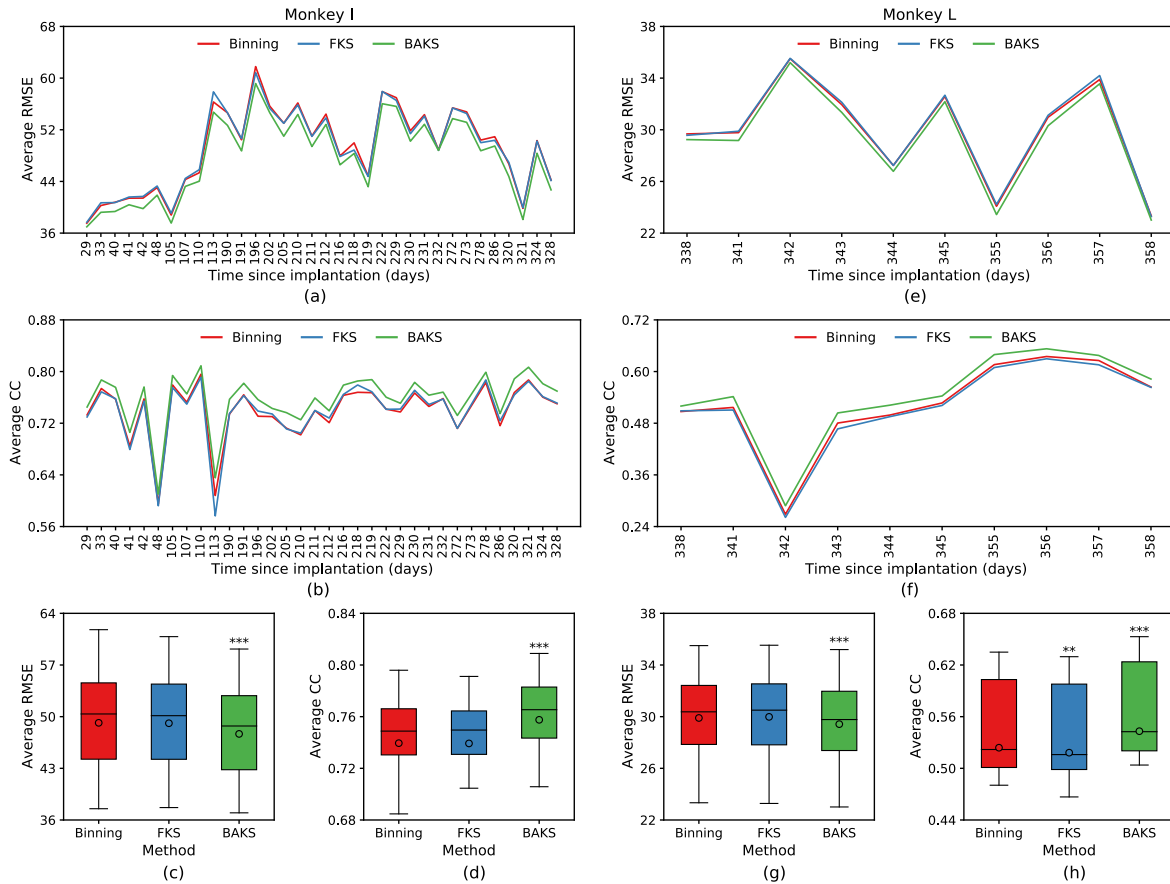 Monkey I
Average RMSE
68
60
52
44
36
Binning FKS BAKS
29 33 40 41 42 48 105 107 110 113 190 191 196 202 205 210 211 212 216 218 219 222 229 230 231 232 272 273 278 286 320 321 324 328
Time since implantation (days)
(a)
Monkey L
Average RMSE
38
34
30
26
22
Binning FKS BAKS
338 341 342 343 344 345 355 356 357 358
Time since implantation (days)
(e)
Average CC
0.88
0.80
0.72
0.64
0.56
Binning FKS BAKS
29 33 40 41 42 48 105 107 110 113 190 191 196 202 205 210 211 212 216 218 219 222 229 230 231 232 272 273 278 286 320 321 324 328
Time since implantation (days)
(b)
Average CC
0.72
0.60
0.48
0.36
0.24
Binning FKS BAKS
338 341 342 343 344 345 355 356 357 358
Time since implantation (days)
(f)
Average RMSE
64
57
50
43
36
***
Binning FKS BAKS
Method
(c)
Average CC
0.84
0.80
0.76
0.72
0.68
***
Binning FKS BAKS
Method
(d)
Average RMSE
38
34
30
26
22
***
Binning FKS BAKS
Method
(g)
Average CC
0.68
0.62
0.56
0.50
0.44
** ***
Binning FKS BAKS
Method
(h)